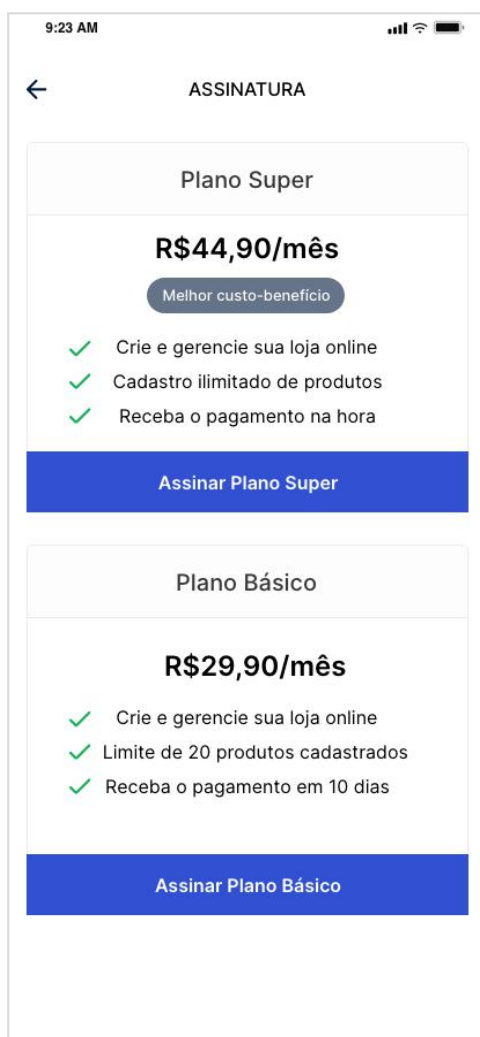 9:23 AM
ASSINATURA
Plano Super
R$44,90/mês
Melhor custo-benefício
Crie e gerencie sua loja online
Cadastro ilimitado de produtos
Receba o pagamento na hora
Assinar Plano Super
Plano Básico
R$29,90/mês
Crie e gerencie sua loja online
Limite de 20 produtos cadastrados
Receba o pagamento em 10 dias
Assinar Plano Básico